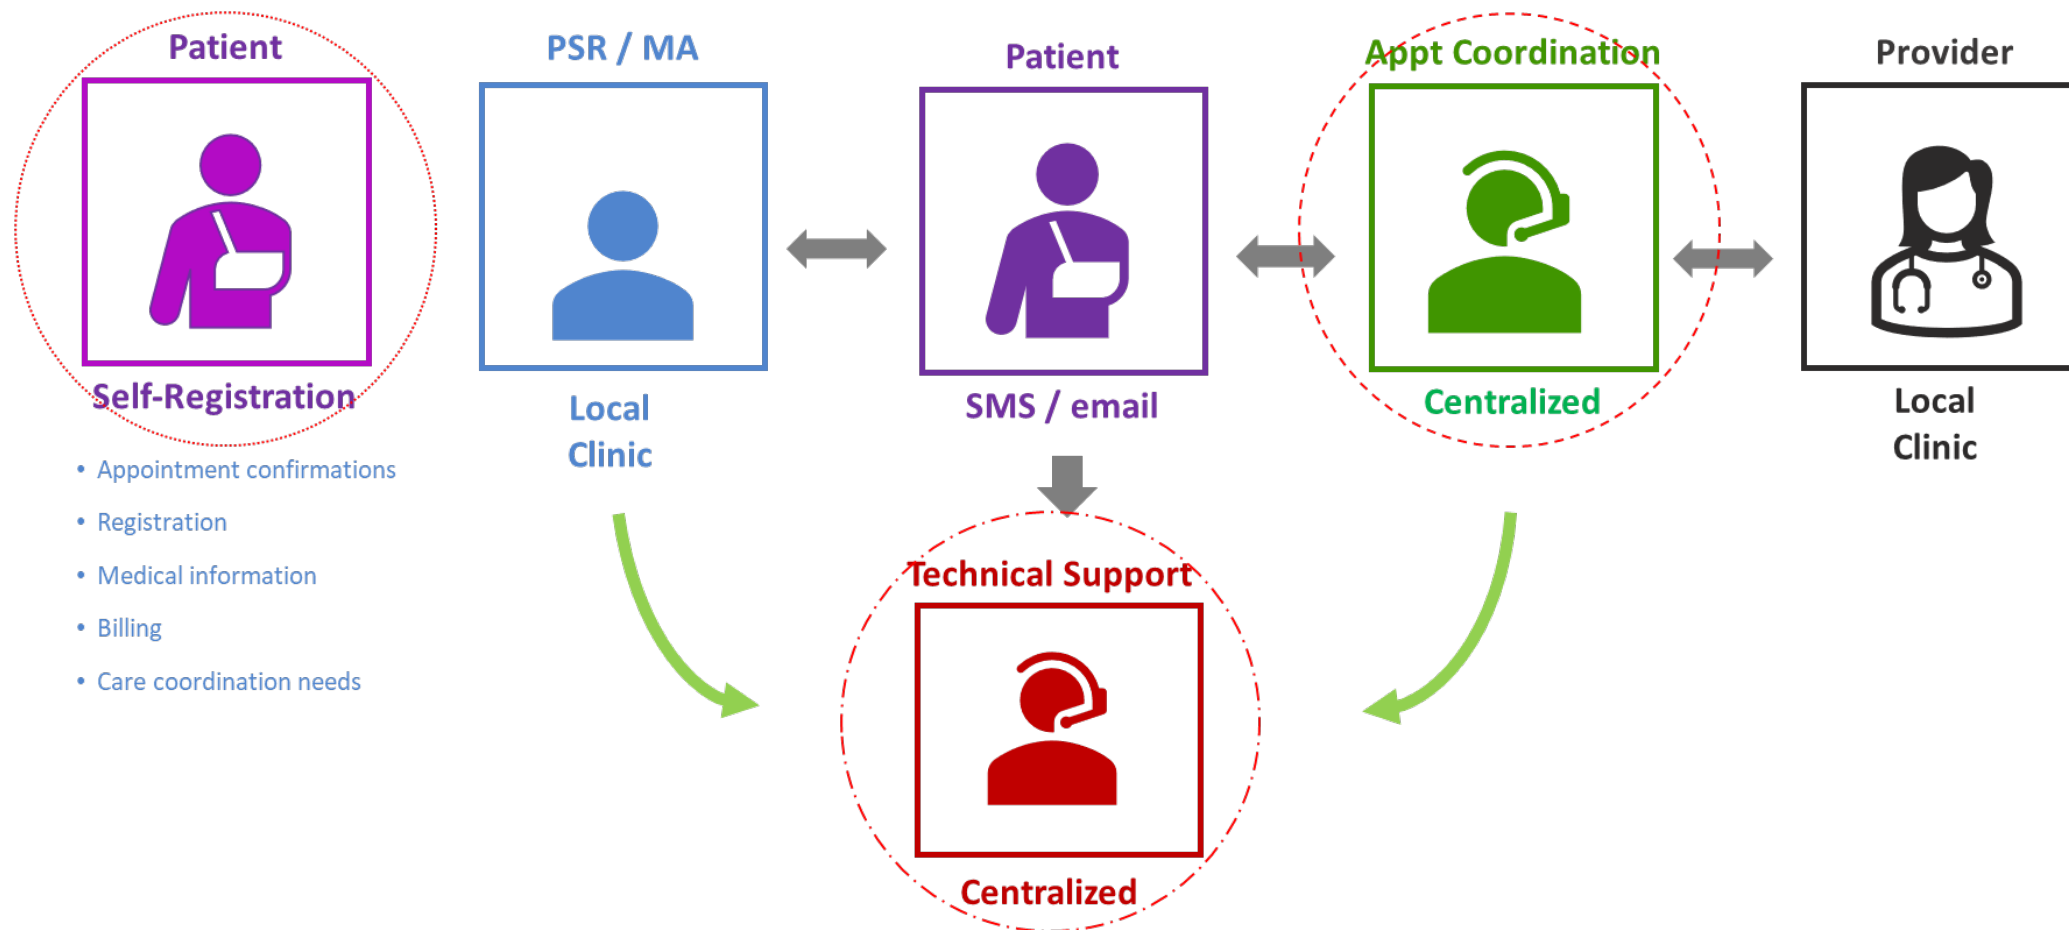 Patient
Self-Registration
• Appointment confirmations
• Registration
• Medical information
• Billing
• Care coordination needs
PSR / MA
Local
Clinic
Patient
SMS / email
Appt Coordination
Centralized
Provider
Local
Clinic
Technical Support
Centralized